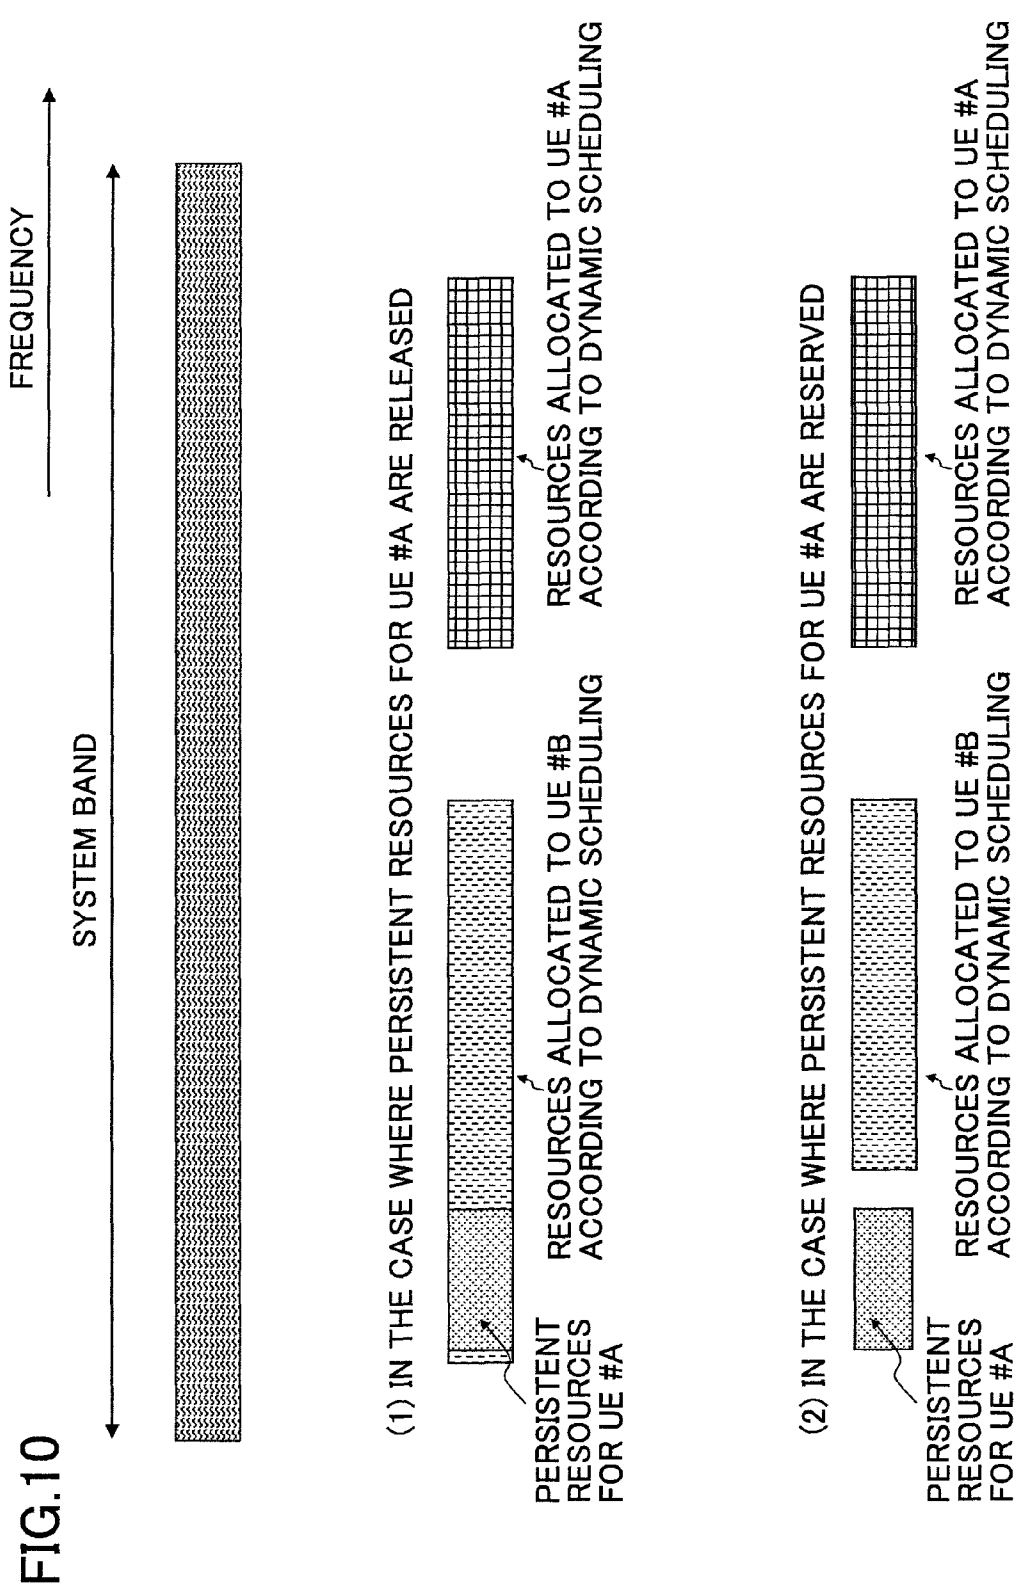 FIG.10
FREQUENCY
SYSTEM BAND
(1) IN THE CASE WHERE PERSISTENT RESOURCES FOR UE #A ARE RELEASED
PERSISTENT
RESOURCES
FOR UE #A
RESOURCES ALLOCATED TO UE #B
ACCORDING TO DYNAMIC SCHEDULING
RESOURCES ALLOCATED TO UE #A
ACCORDING TO DYNAMIC SCHEDULING
(2) IN THE CASE WHERE PERSISTENT RESOURCES FOR UE #A ARE RESERVED
PERSISTENT
RESOURCES
FOR UE #A
RESOURCES ALLOCATED TO UE #B
ACCORDING TO DYNAMIC SCHEDULING
RESOURCES ALLOCATED TO UE #A
ACCORDING TO DYNAMIC SCHEDULING